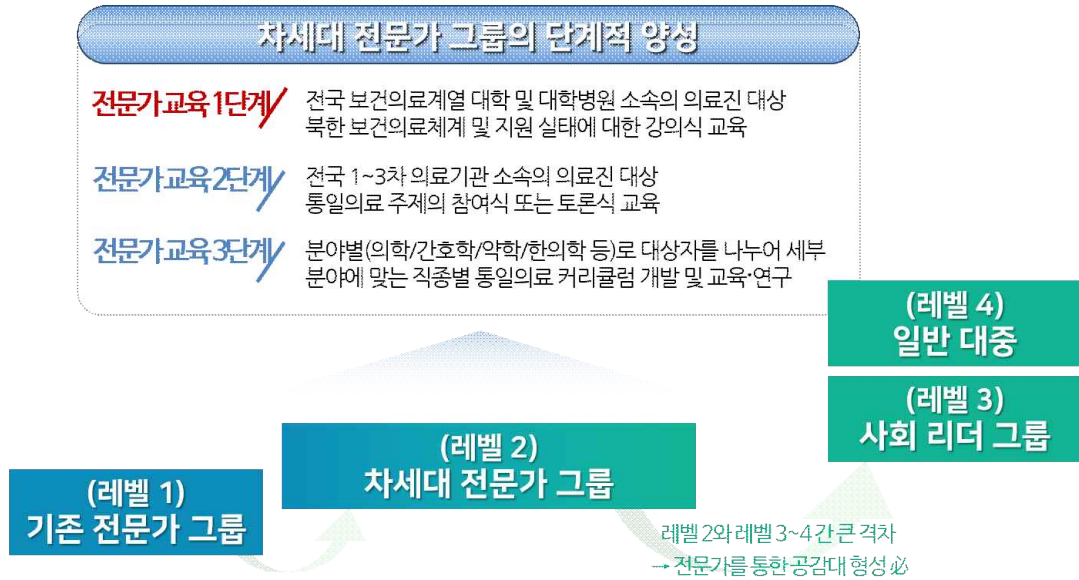 차세대 전문가 그룹의 단계적 양성
전문가교육 1단계
전국 보건의료계열 대학 및 대학병원 소속의 의료진 대상
북한 보건의료체계 및 지원 실태에 대한 강의식 교육
전문가교육 2단계
전국 1~3차 의료기관 소속의 의료진 대상
통일의료 주제의 참여식 또는 토론식 교육
전문가교육 3단계
분야별(의학/간호학/약학/한의학 등)로 대상자를 나누어 세부
분야에 맞는 직종별 통일의료 커리큘럼 개발 및 교육·연구
(레벨 4)
일반 대중
(레벨 3)
사회 리더 그룹
(레벨 2)
차세대 전문가 그룹
(레벨 1)
기존 전문가 그룹
레벨 2와 레벨 3~4 간 큰 격차
→ 전문가를 통한 공감대 형성 必